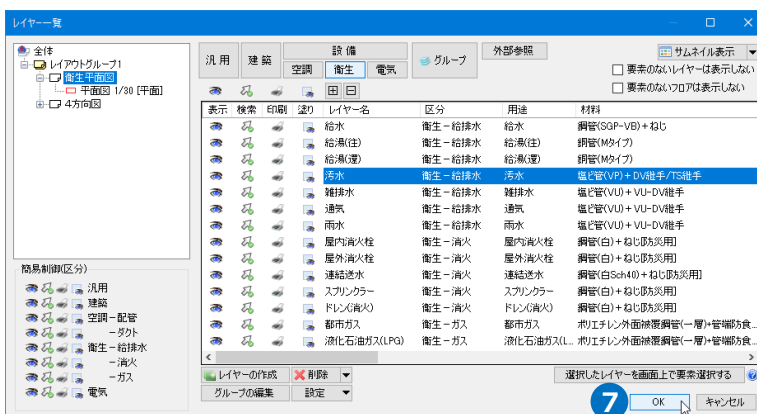 レイヤー一覧
全体
レイアウトグループ1
衛生平面図
平面図 1/30 [平面]
4方向図
汎用 建築 設備 グループ 外部参照 サムネイル表示
空調 衛生 電気
要素のないレイヤーは表示しない
要素のないフロアは表示しない
表示 検索 印刷 塗り レイヤー名 区分 用途 材料
給水 衛生－給排水 給水 鋼管(SGP-VB)＋ねじ
給湯(往) 衛生－給排水 給湯(往) 銅管(Mタイプ)
給湯(還) 衛生－給排水 給湯(還) 銅管(Mタイプ)
汚水 衛生－給排水 汚水 塩ビ管(VP)＋DV継手/TS継手
雑排水 衛生－給排水 雑排水 塩ビ管(VU)＋VU-DV継手
通気 衛生－給排水 通気 塩ビ管(VU)＋VU-DV継手
雨水 衛生－給排水 雨水 塩ビ管(VU)＋VU-DV継手
屋内消火栓 衛生－消火 屋内消火栓 鋼管(白)＋ねじ[防災用]
屋外消火栓 衛生－消火 屋外消火栓 鋼管(白)＋ねじ[防災用]
連結送水 衛生－消火 連結送水 鋼管(白Sch40)＋ねじ[防災用]
スプリンクラー 衛生－消火 スプリンクラー 鋼管(白)＋ねじ[防災用]
ドレン(消火) 衛生－消火 ドレン(消火) 鋼管(白)＋ねじ[防災用]
都市ガス 衛生－ガス 都市ガス ポリエチレン外面被覆鋼管(一層)+管端防食...
液化石油ガス(LPG) 衛生－ガス 液化石油ガス(L... ポリエチレン外面被覆鋼管(一層)+管端防食...
簡易制御(区分)
汎用
建築
空調－配管
－ダクト
衛生－給排水
－消火
－ガス
電気
レイヤーの作成 削除 選択したレイヤーを画面上で要素選択する
グループの編集 設定
7 OK キャンセル